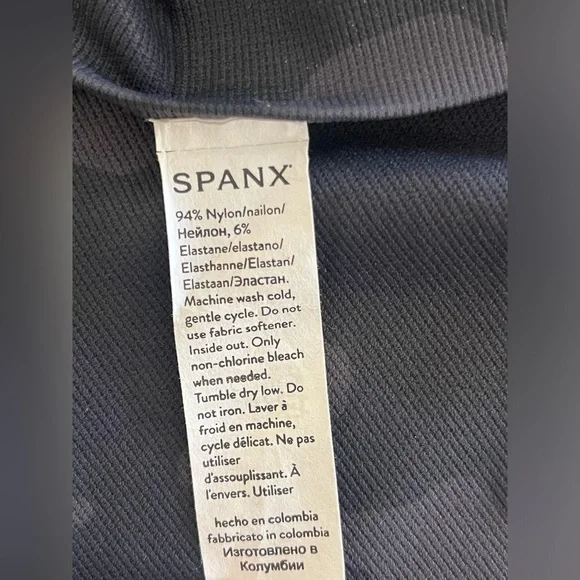 SPANX
94% Nylon/nailon/
Нейлон, 6%
Elastane/elastano/
Elasthanne/Elastan/
Elastaan/Эластан.
Machine wash cold,
gentle cycle. Do not
use fabric softener.
Inside out. Only
non-chlorine bleach
when needed.
Tumble dry low. Do
not iron. Laver à
froid en machine,
cycle délicat. Ne pas
utiliser
d'assouplissant. À
l'envers. Utiliser
hecho en colombia
fabbricato in colombia
Изготовлено в
Колумбии